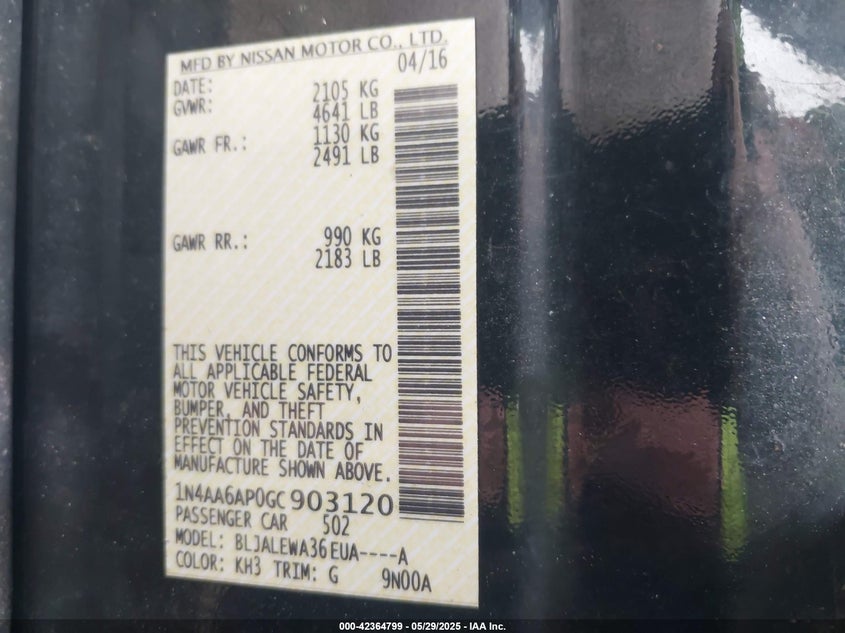 MFD BY NISSAN MOTOR CO., LTD.
DATE: 04/16
GVWR: 2105 KG
4641 LB
GAWR FR.: 1130 KG
2491 LB
GAWR RR.: 990 KG
2183 LB
THIS VEHICLE CONFORMS TO
ALL APPLICABLE FEDERAL
MOTOR VEHICLE SAFETY,
BUMPER, AND THEFT
PREVENTION STANDARDS IN
EFFECT ON THE DATE OF
MANUFACTURE SHOWN ABOVE.
1N4AA6AP0GC903120
PASSENGER CAR 502
MODEL: BLJALEWA36EUA----A
COLOR: KH3 TRIM: G 9N00A
000-42364799 - 05/29/2025 - IAA Inc.